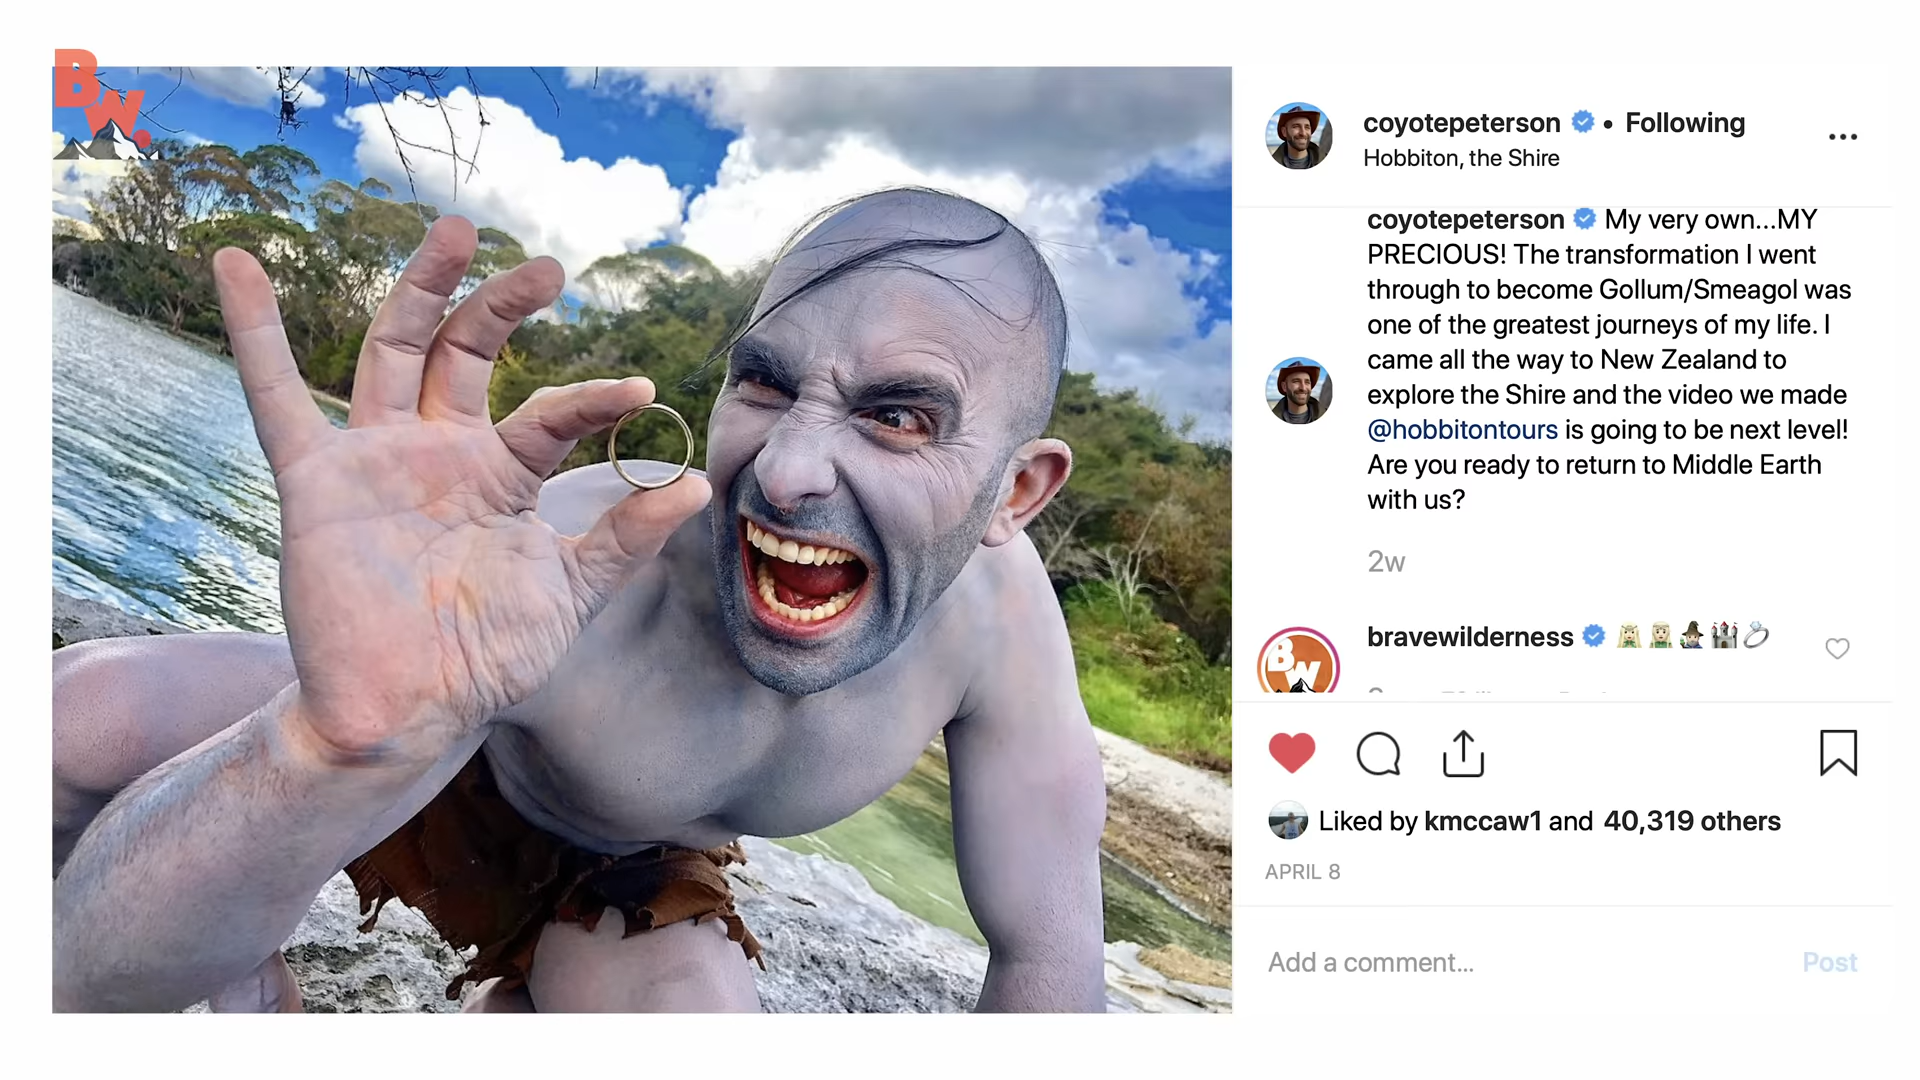 BW.
coyotepeterson • Following
Hobbiton, the Shire
coyotepeterson My very own...MY
PRECIOUS! The transformation I went
through to become Gollum/Smeagol was
one of the greatest journeys of my life. I
came all the way to New Zealand to
explore the Shire and the video we made
@hobbitontours is going to be next level!
Are you ready to return to Middle Earth
with us?
2w
bravewilderness 🧝🏼‍♀️🧝🏼🧙🏼‍♀️🏰💍
BW
Liked by kmccaw1 and 40,319 others
APRIL 8
Add a comment...
Post